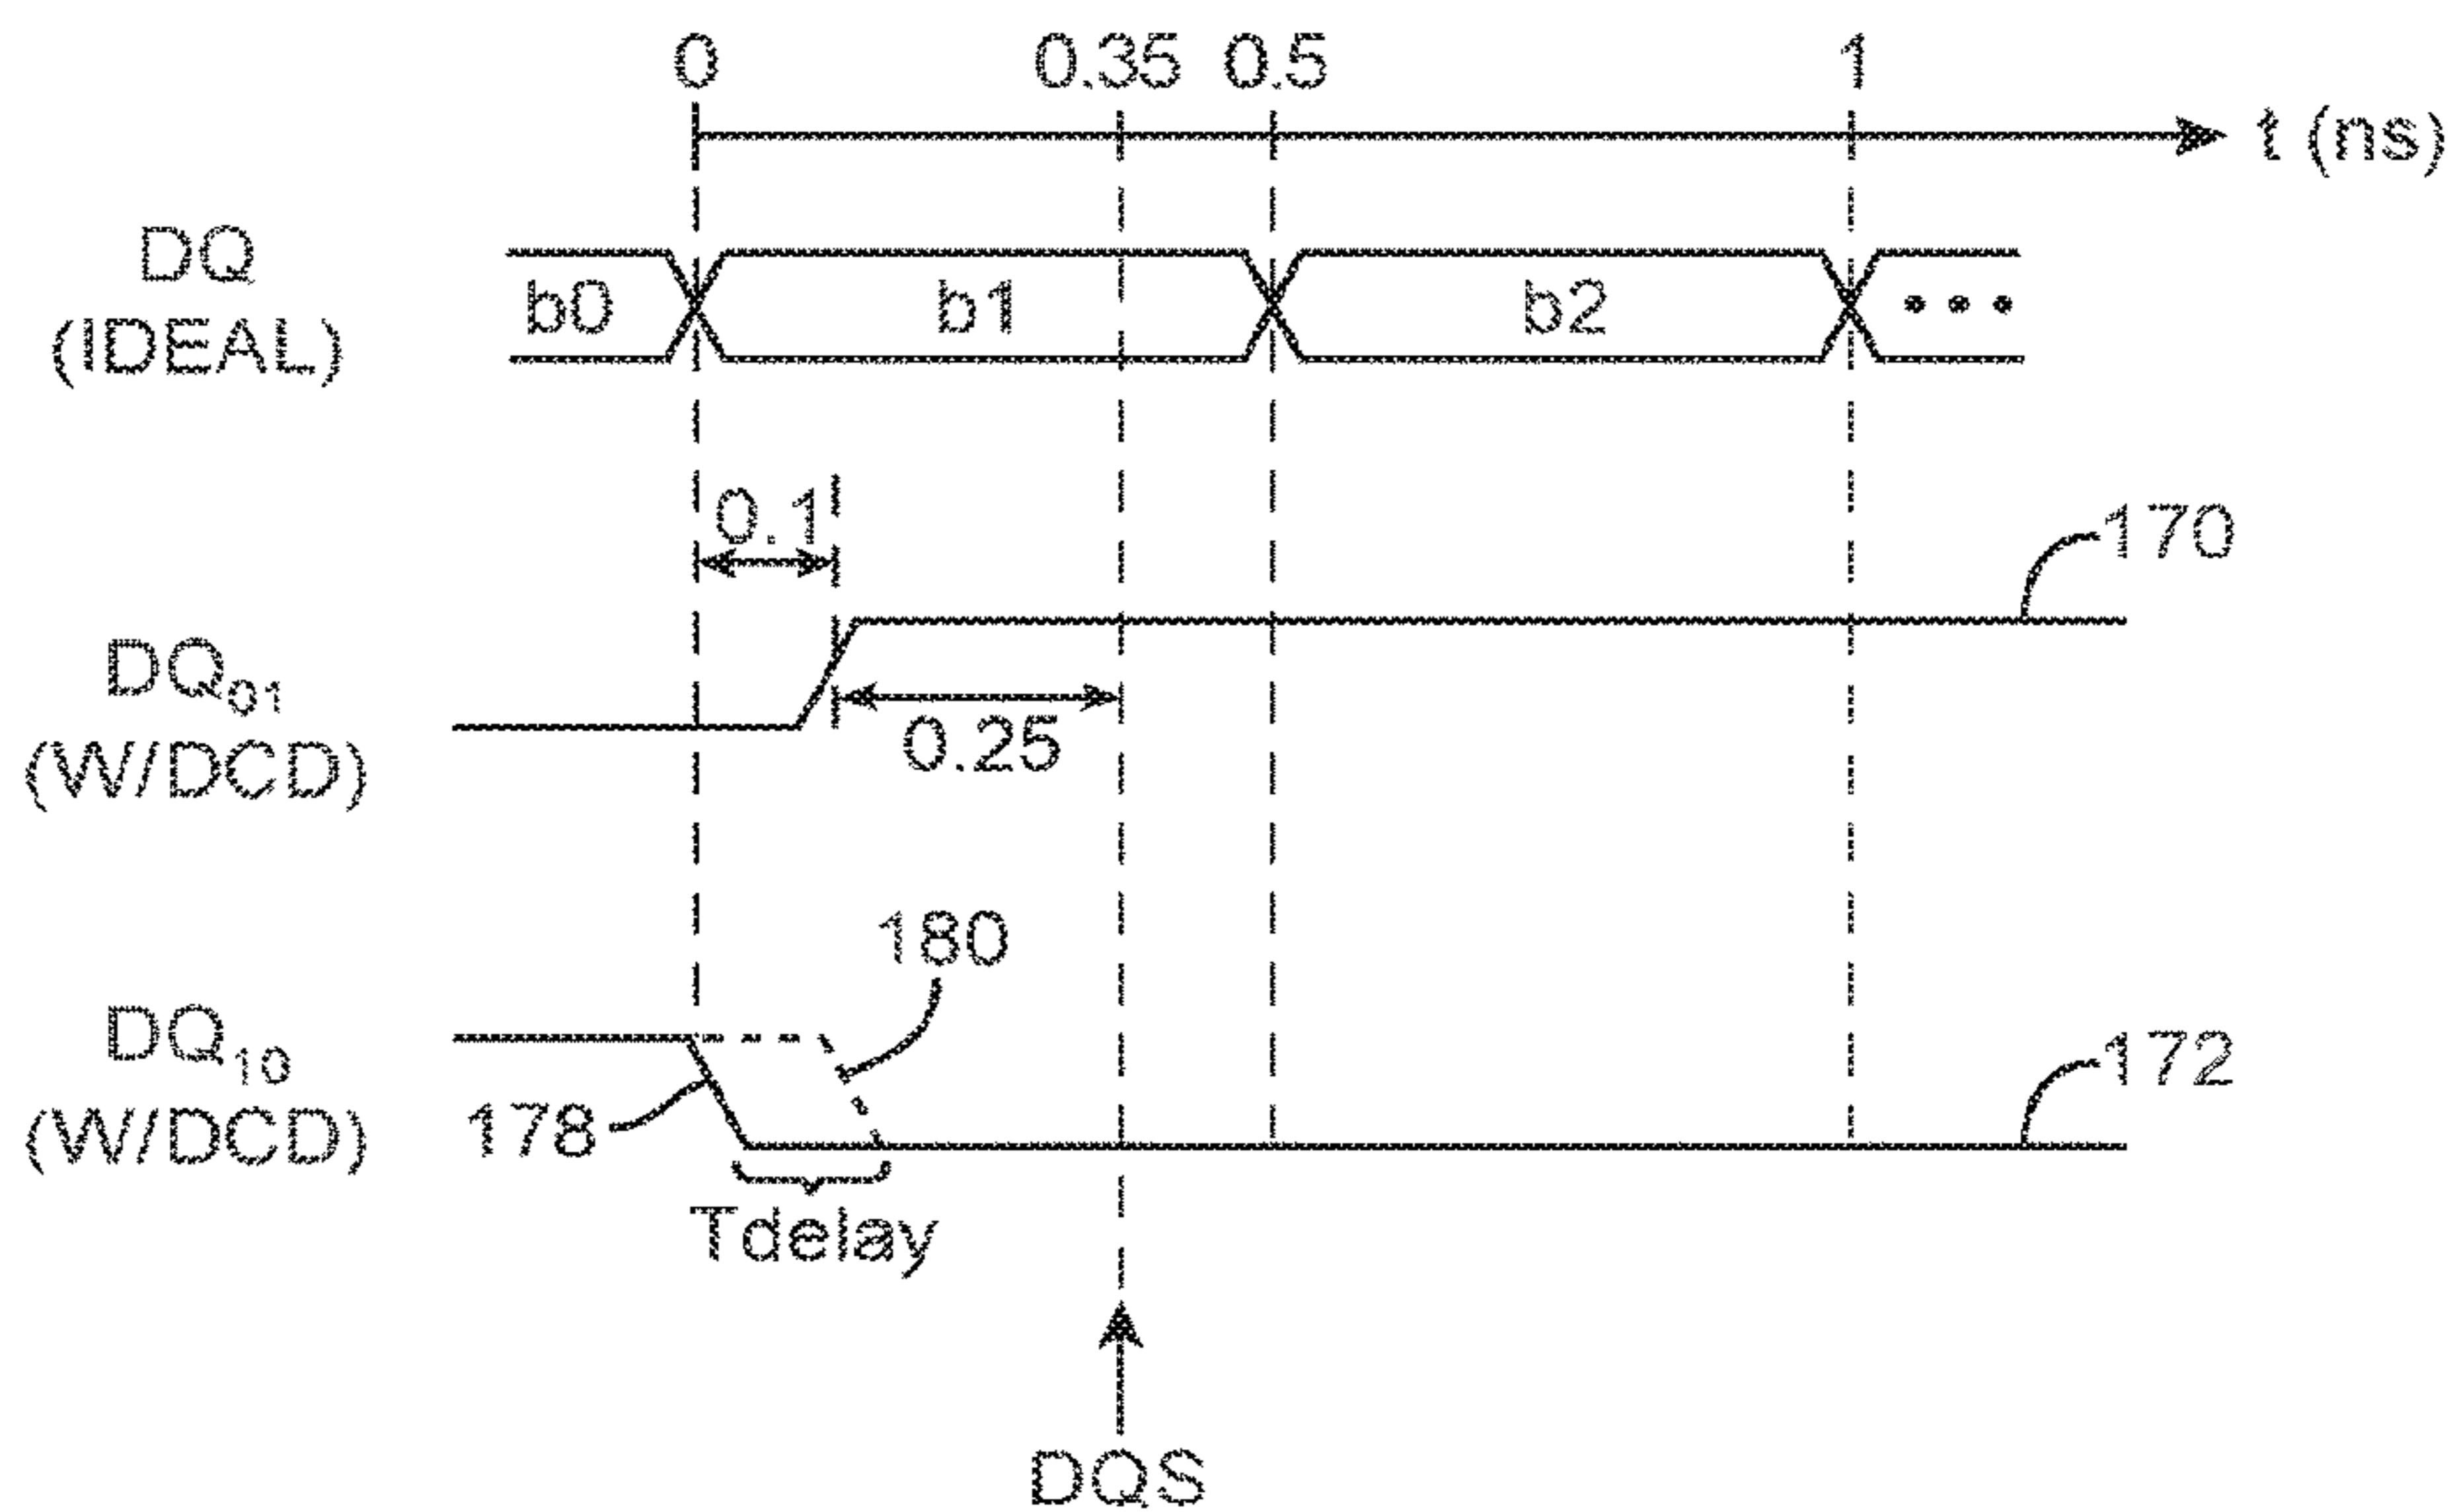 0 0.35 0.5 1
t (ns)
DQ
(IDEAL)
b0 b1 b2
0.1
170
DQ01
(W/DCD)
0.25
180
DQ10
(W/DCD)
178
172
Tdelay
DQS